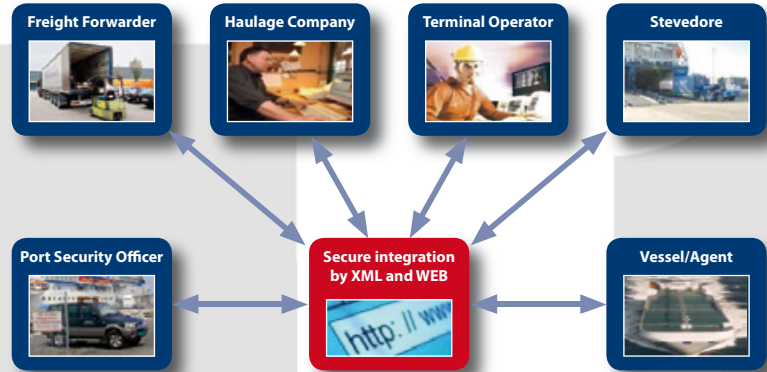 Freight Forwarder
Haulage Company
Terminal Operator
Stevedore
Port Security Officer
Secure integration
by XML and WEB
Vessel/Agent
http: // www